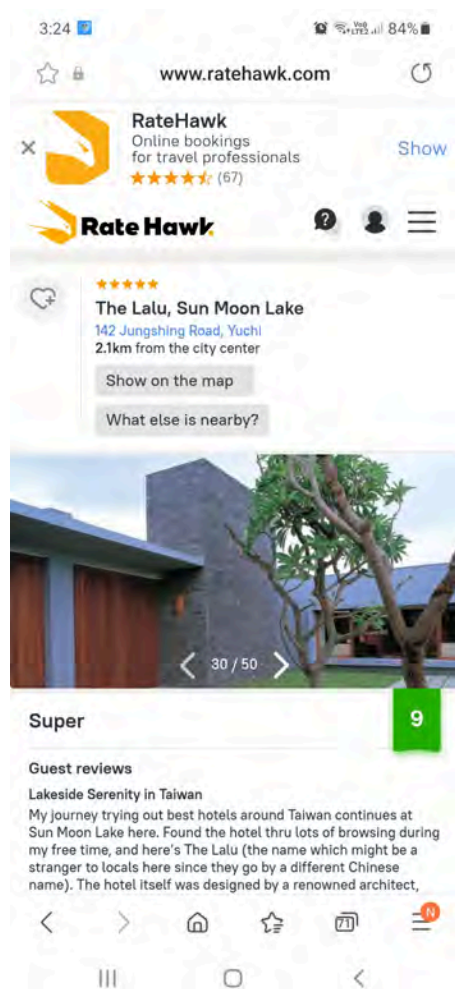 3:24
Vo)) LTE2 84%
www.ratehawk.com
RateHawk
Online bookings
for travel professionals
(67)
Show
Rate Hawk.
The Lalu, Sun Moon Lake
142 Jungshing Road, Yuchi
2.1km from the city center
Show on the map
What else is nearby?
30 / 50
Super
9
Guest reviews
Lakeside Serenity in Taiwan
My journey trying out best hotels around Taiwan continues at
Sun Moon Lake here. Found the hotel thru lots of browsing during
my free time, and here's The Lalu (the name which might be a
stranger to locals here since they go by a different Chinese
name). The hotel itself was designed by a renowned architect,
71
N